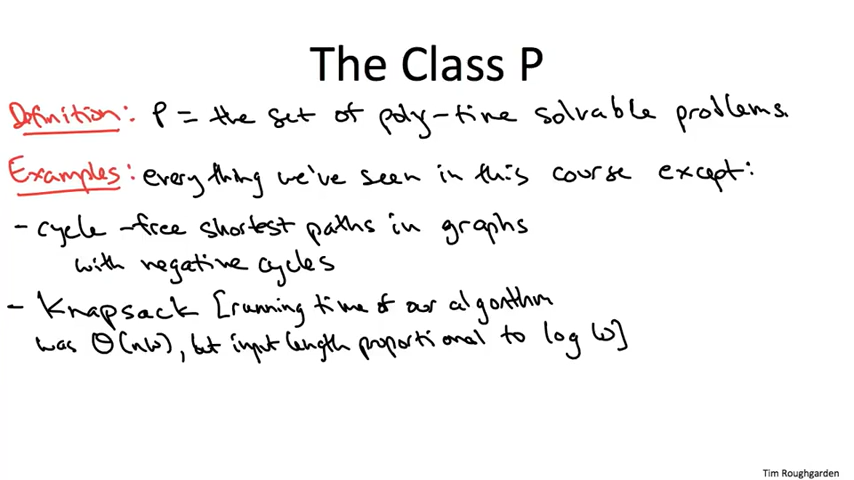 The Class P
Definition: P = the set of poly-time solvable problems.
Examples: everything we've seen in this course except:
- cycle-free shortest paths in graphs
with negative cycles
- Knapsack [running time of our algorithm
was Θ(nW), but input length proportional to log W]
Tim Roughgarden